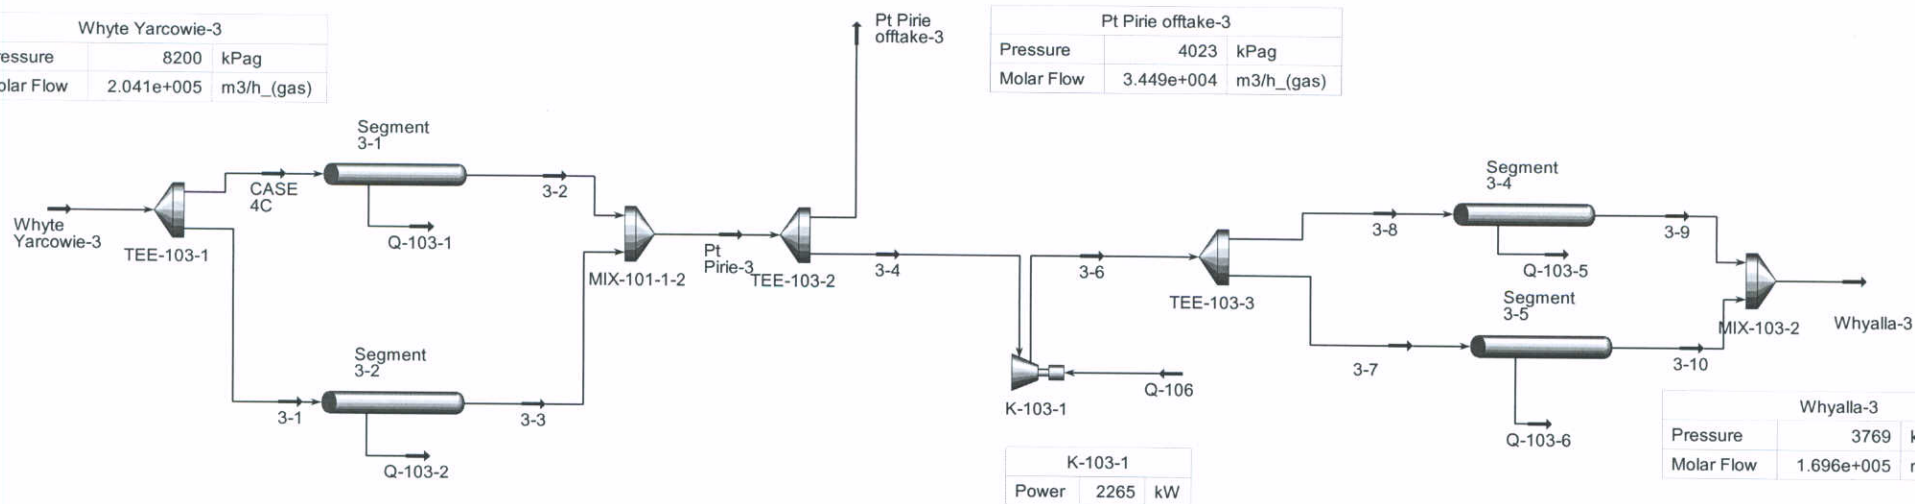 Whyte Yarcowie-3
essure 8200 kPag
olar Flow 2.041e+005 m3/h_(gas)
Pt Pirie
offtake-3
Pt Pirie offtake-3
Pressure 4023 kPag
Molar Flow 3.449e+004 m3/h_(gas)
Segment
3-1
CASE
4C
3-2
Q-103-1
Whyte
Yarcowie-3
TEE-103-1
MIX-101-1-2
Pt
Pirie-3
TEE-103-2
3-4
3-6
TEE-103-3
3-8
Segment
3-4
3-9
Q-103-5
Segment
3-5
MIX-103-2
Whyalla-3
3-7
3-10
Q-103-6
Segment
3-2
3-1
3-3
Q-103-2
K-103-1
Q-106
K-103-1
Power 2265 kW
Whyalla-3
Pressure 3769 k
Molar Flow 1.696e+005